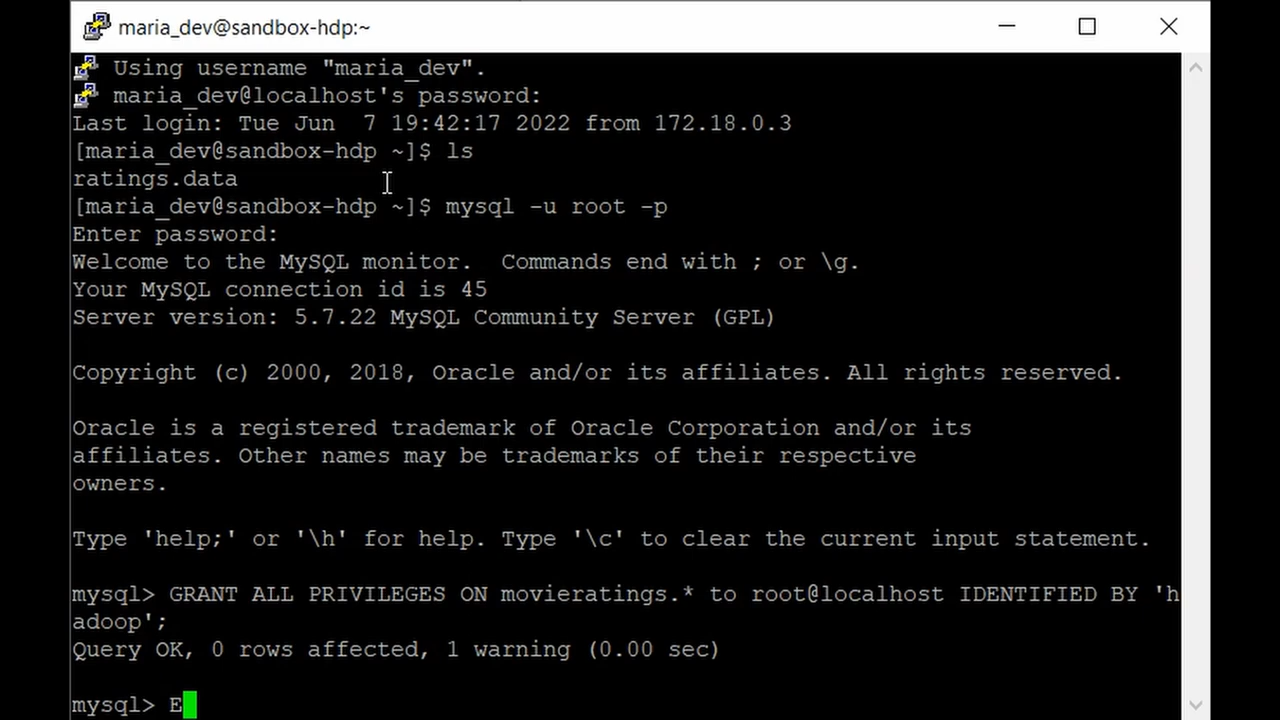 maria_dev@sandbox-hdp:~
Using username "maria_dev".
maria_dev@localhost's password:
Last login: Tue Jun  7 19:42:17 2022 from 172.18.0.3
[maria_dev@sandbox-hdp ~]$ ls
ratings.data
[maria_dev@sandbox-hdp ~]$ mysql -u root -p
Enter password:
Welcome to the MySQL monitor.  Commands end with ; or \g.
Your MySQL connection id is 45
Server version: 5.7.22 MySQL Community Server (GPL)
Copyright (c) 2000, 2018, Oracle and/or its affiliates. All rights reserved.
Oracle is a registered trademark of Oracle Corporation and/or its
affiliates. Other names may be trademarks of their respective
owners.
Type 'help;' or '\h' for help. Type '\c' to clear the current input statement.
mysql> GRANT ALL PRIVILEGES ON movieratings.* to root@localhost IDENTIFIED BY 'h
adoop';
Query OK, 0 rows affected, 1 warning (0.00 sec)
mysql> E